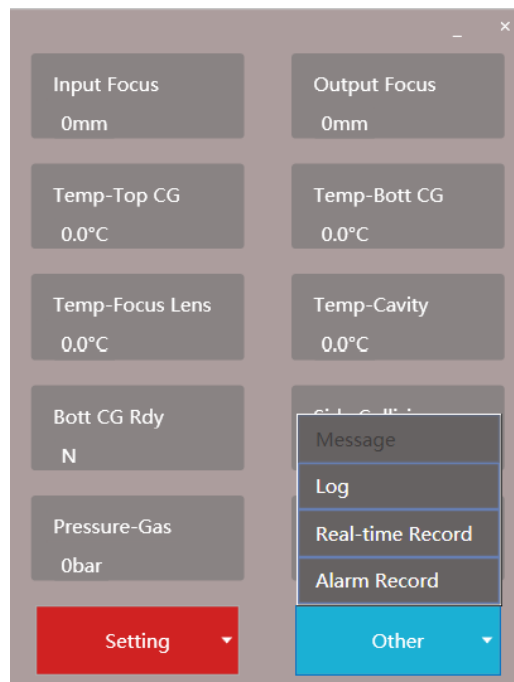 Input Focus
0mm
Output Focus
0mm
Temp-Top CG
0.0°C
Temp-Bott CG
0.0°C
Temp-Focus Lens
0.0°C
Temp-Cavity
0.0°C
Bott CG Rdy
N
Message
Log
Real-time Record
Alarm Record
Pressure-Gas
0bar
Setting
Other